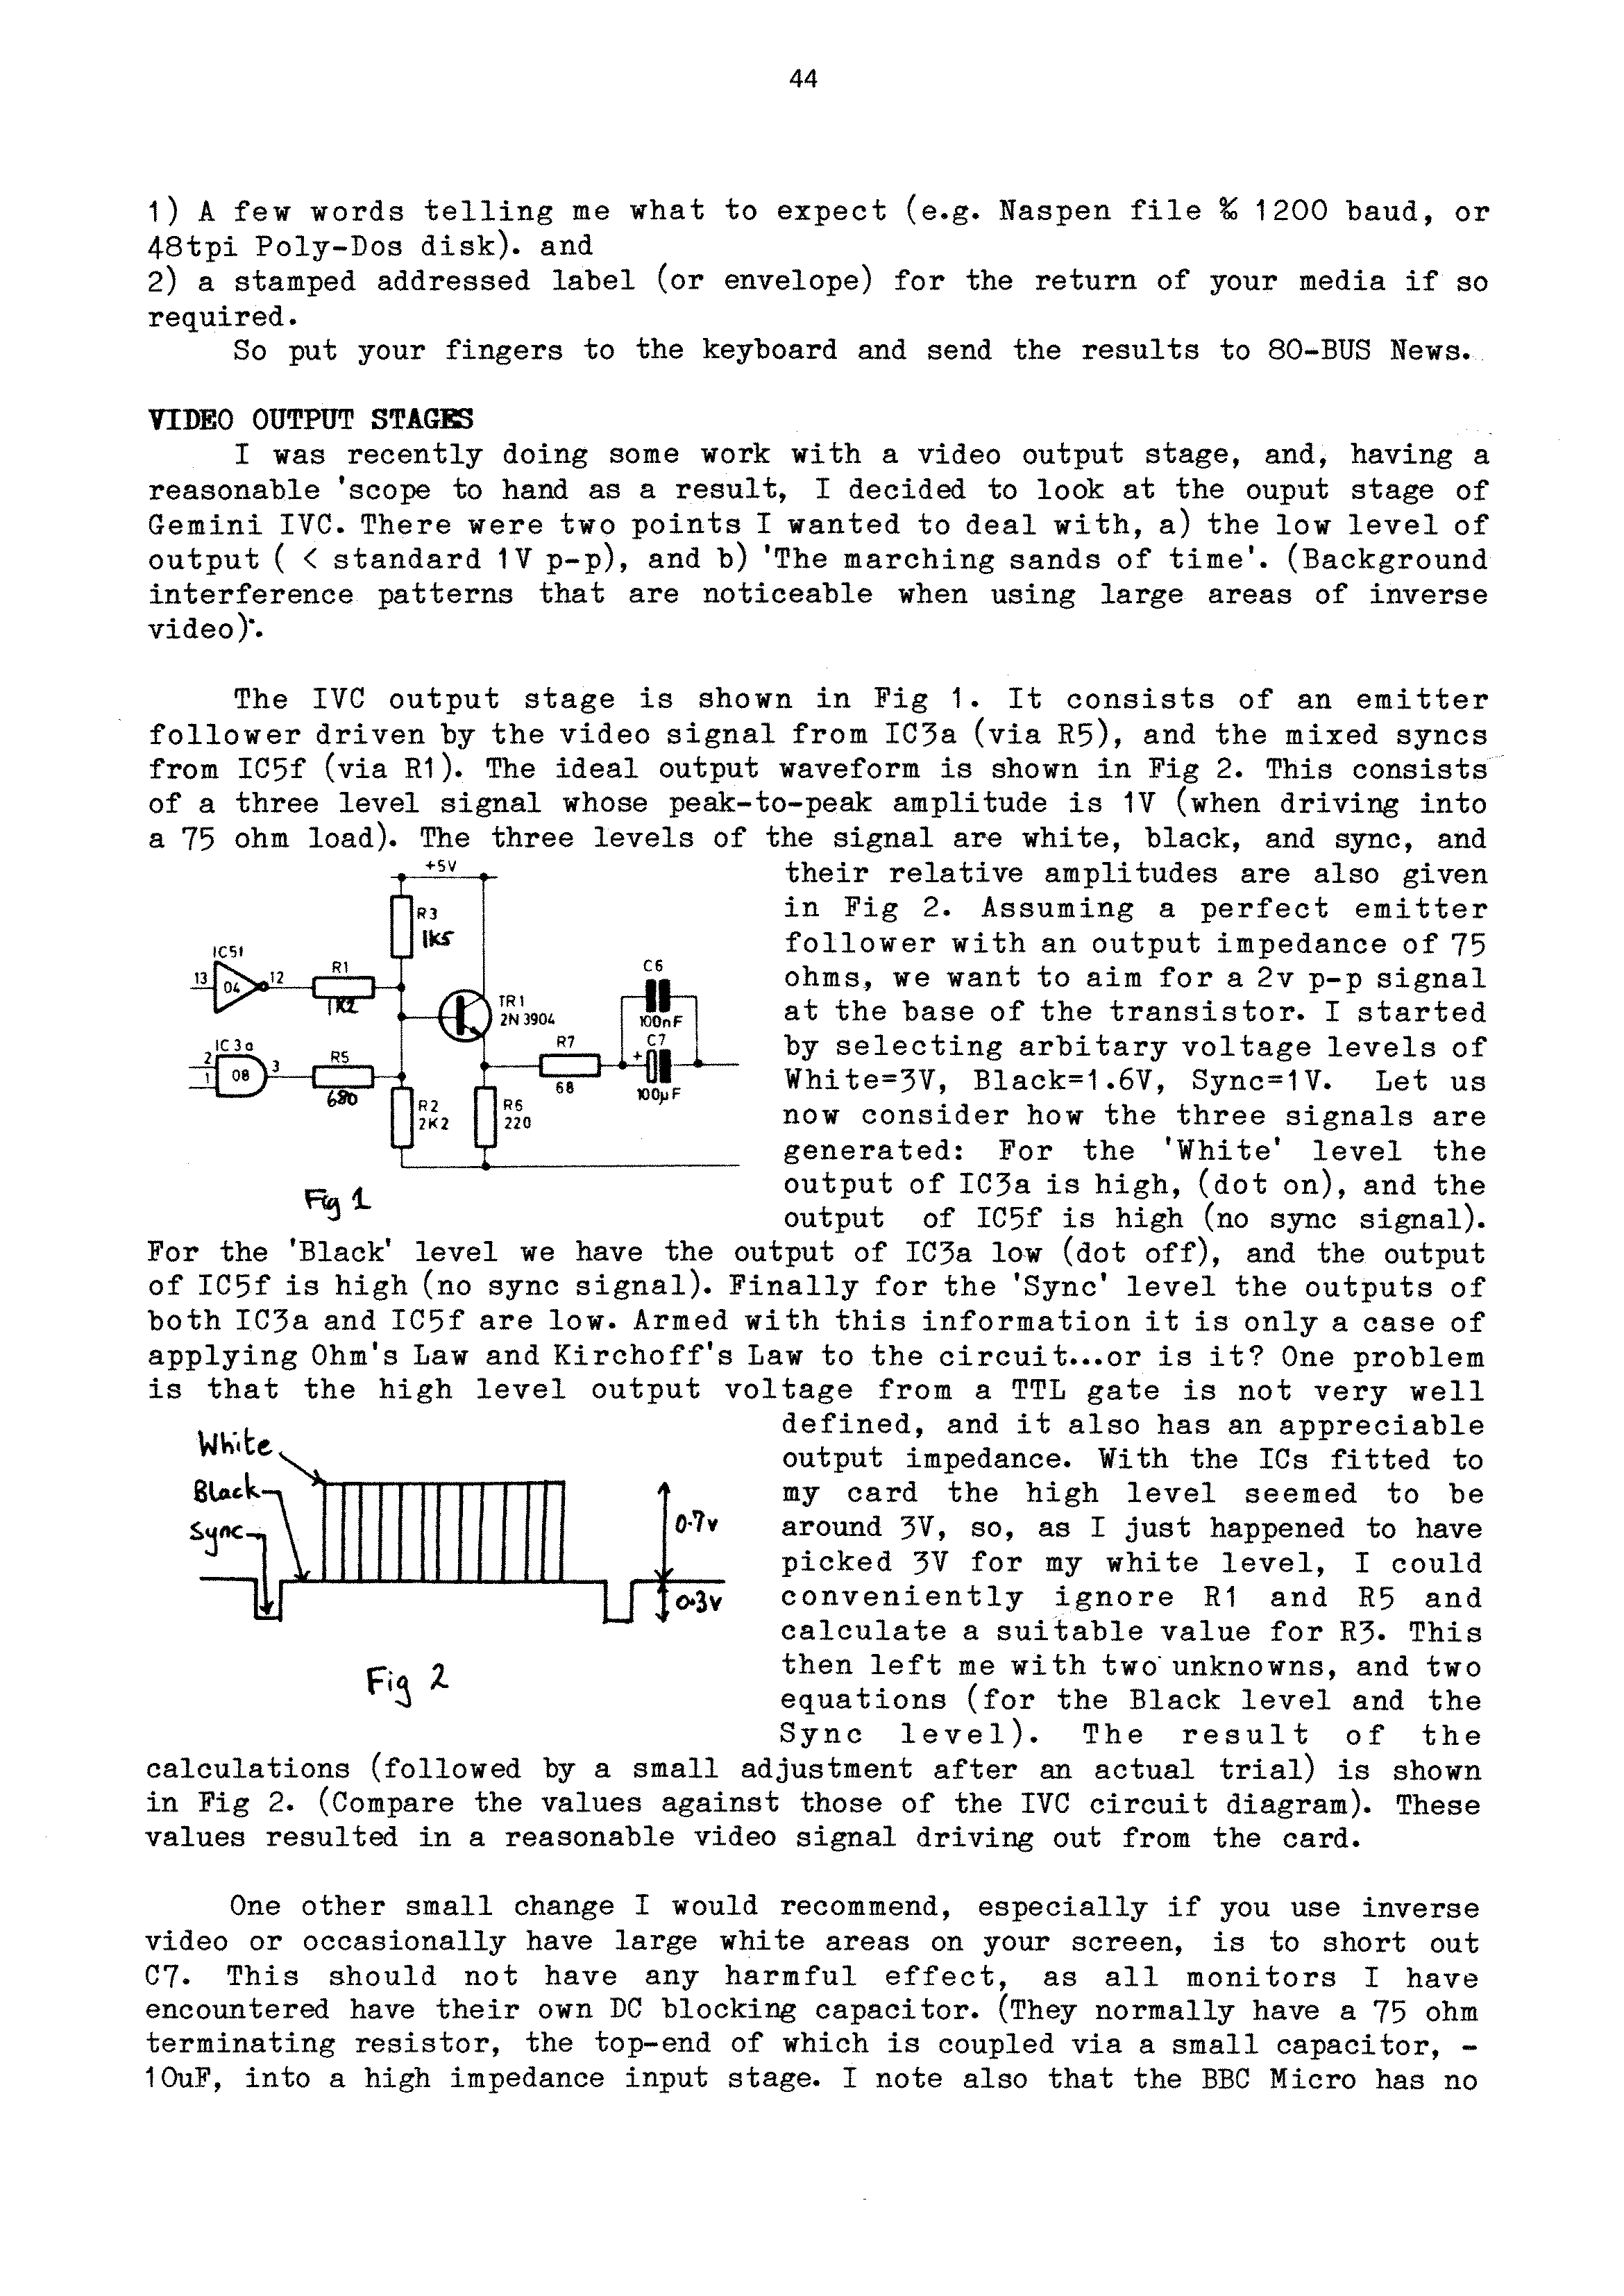 44
1) A few words telling me what to expect (e.g. Naspen file % 1200 baud, or
48tpi Poly-Dos disk). and
2) a stamped addressed label (or envelope) for the return of your media if so
required.
So put your fingers to the keyboard and send the results to 80-BUS News.
VIDEO OUTPUT STAGES
I was recently doing some work with a video output stage, and, having a
reasonable 'scope to hand as a result, I decided to look at the ouput stage of
Gemini IVC. There were two points I wanted to deal with, a) the low level of
output ( < standard 1V p-p), and b) 'The marching sands of time'. (Background
interference patterns that are noticeable when using large areas of inverse
video).
The IVC output stage is shown in Fig 1. It consists of an emitter
follower driven by the video signal from IC3a (via R5), and the mixed syncs
from IC5f (via R1). The ideal output waveform is shown in Fig 2. This consists
of a three level signal whose peak-to-peak amplitude is 1V (when driving into
a 75 ohm load). The three levels of the signal are white, black, and sync, and
their relative amplitudes are also given
in Fig 2. Assuming a perfect emitter
follower with an output impedance of 75
ohms, we want to aim for a 2v p-p signal
at the base of the transistor. I started
by selecting arbitary voltage levels of
White=3V, Black=1.6V, Sync=1V. Let us
now consider how the three signals are
generated: For the 'White' level the
output of IC3a is high, (dot on), and the
output of IC5f is high (no sync signal).
+5V
R3
1k5
IC5f
13
04
12
R1
1K2
TR1
2N3904
C6
100nF
IC3a
2
1
08
3
R5
680
R7
68
C7
+
100µF
R2
2K2
R6
220
Fig 1
For the 'Black' level we have the output of IC3a low (dot off), and the output
of IC5f is high (no sync signal). Finally for the 'Sync' level the outputs of
both IC3a and IC5f are low. Armed with this information it is only a case of
applying Ohm's Law and Kirchoff's Law to the circuit...or is it? One problem
is that the high level output voltage from a TTL gate is not very well
defined, and it also has an appreciable
output impedance. With the ICs fitted to
my card the high level seemed to be
around 3V, so, as I just happened to have
picked 3V for my white level, I could
conveniently ignore R1 and R5 and
calculate a suitable value for R3. This
then left me with two unknowns, and two
equations (for the Black level and the
Sync level). The result of the
White
Black
Sync
0.7v
0.3v
Fig 2
calculations (followed by a small adjustment after an actual trial) is shown
in Fig 2. (Compare the values against those of the IVC circuit diagram). These
values resulted in a reasonable video signal driving out from the card.
One other small change I would recommend, especially if you use inverse
video or occasionally have large white areas on your screen, is to short out
C7. This should not have any harmful effect, as all monitors I have
encountered have their own DC blocking capacitor. (They normally have a 75 ohm
terminating resistor, the top-end of which is coupled via a small capacitor, -
10uF, into a high impedance input stage. I note also that the BBC Micro has no